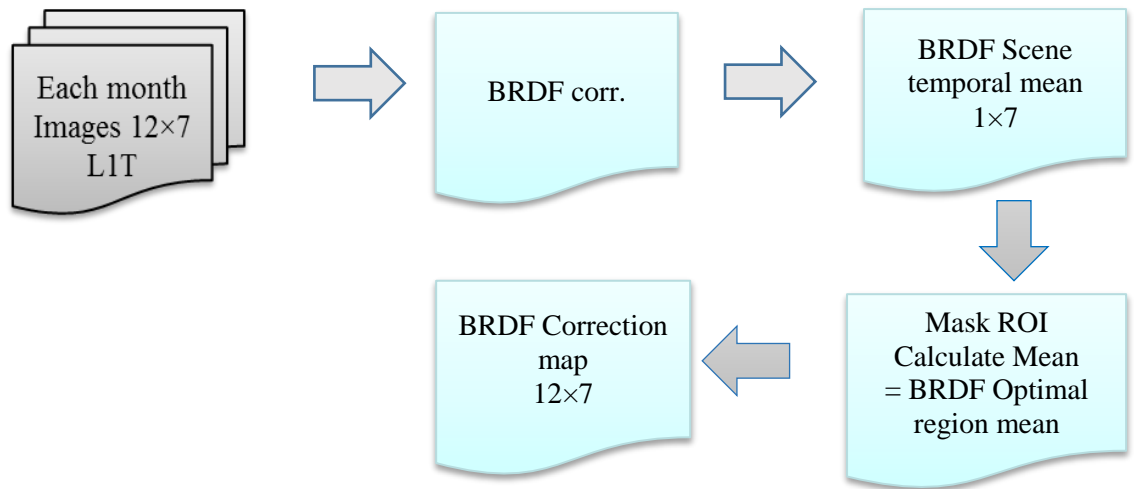 Each month
Images 12×7
L1T
BRDF corr.
BRDF Scene
temporal mean
1×7
Mask ROI
Calculate Mean
= BRDF Optimal
region mean
BRDF Correction
map
12×7